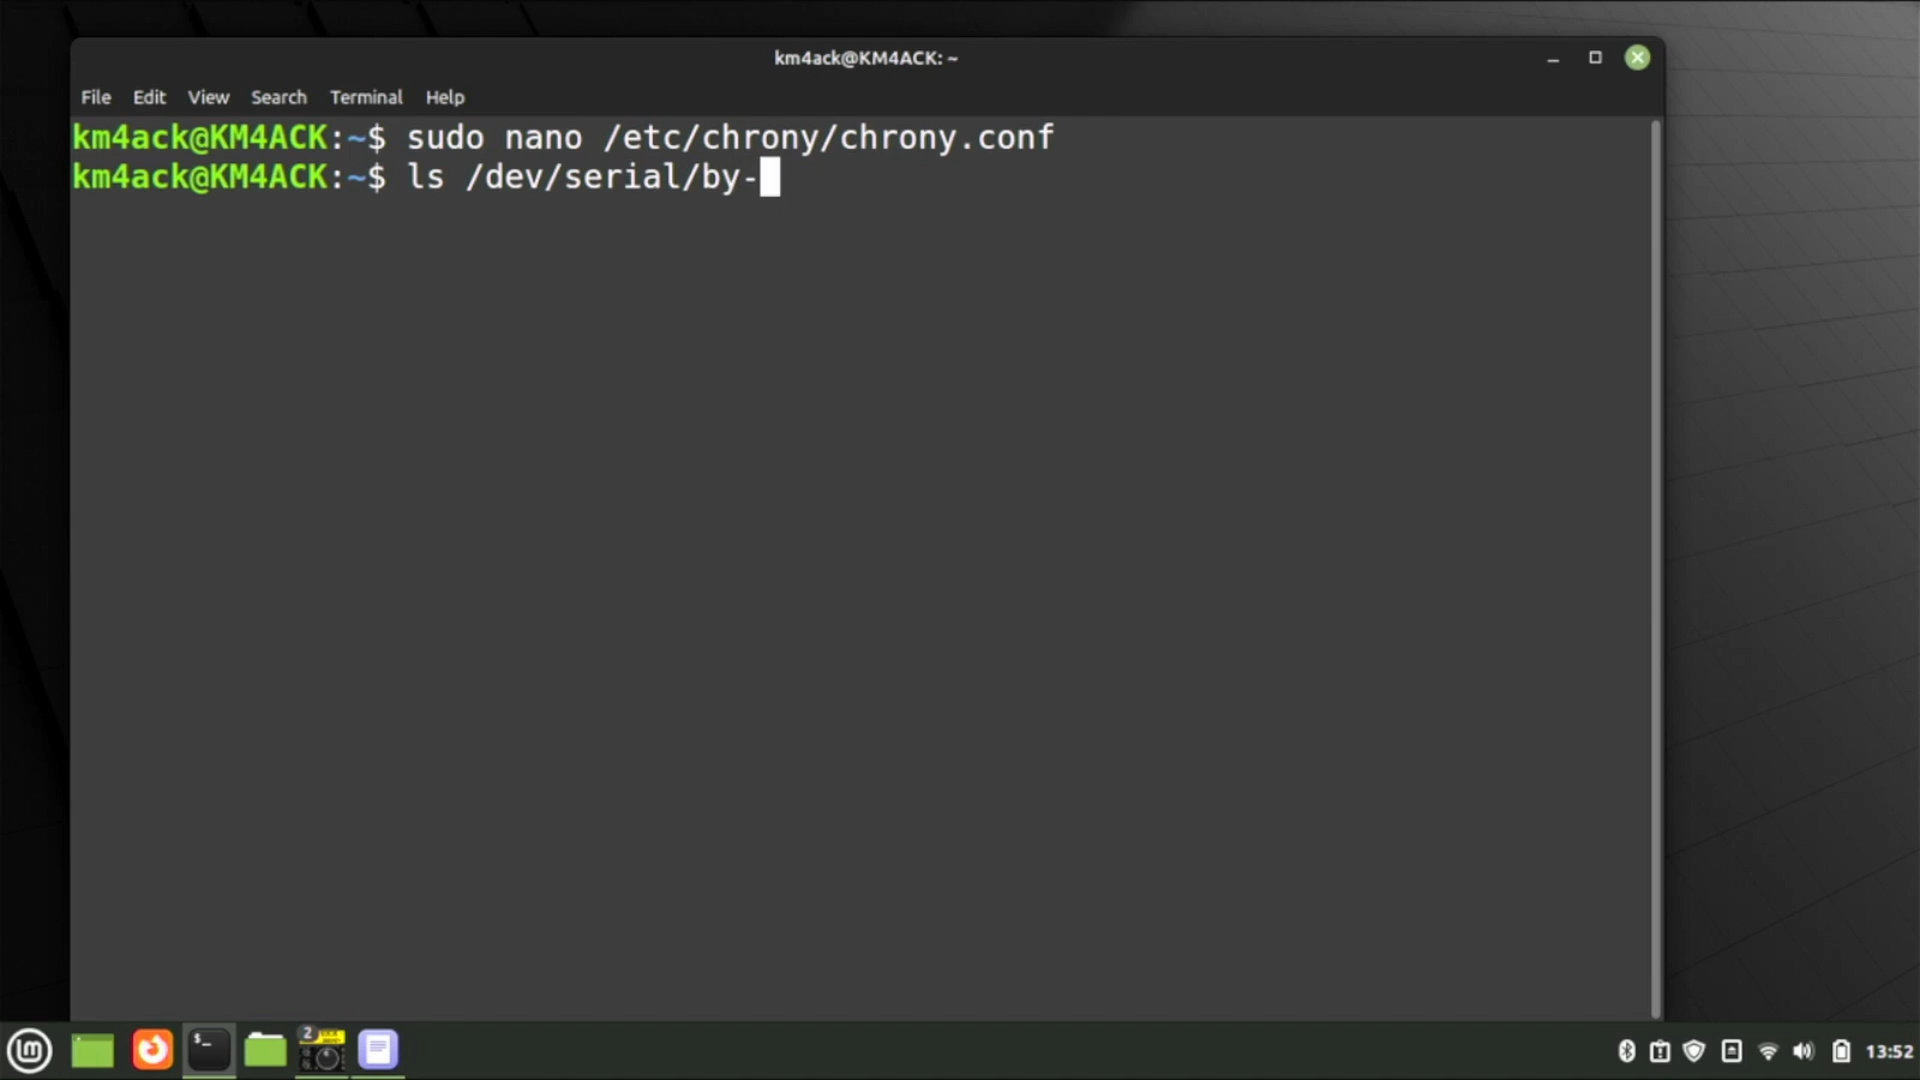 km4ack@KM4ACK: ~
File Edit View Search Terminal Help
km4ack@KM4ACK:~$ sudo nano /etc/chrony/chrony.conf
km4ack@KM4ACK:~$ ls /dev/serial/by-
$_
2
13:52